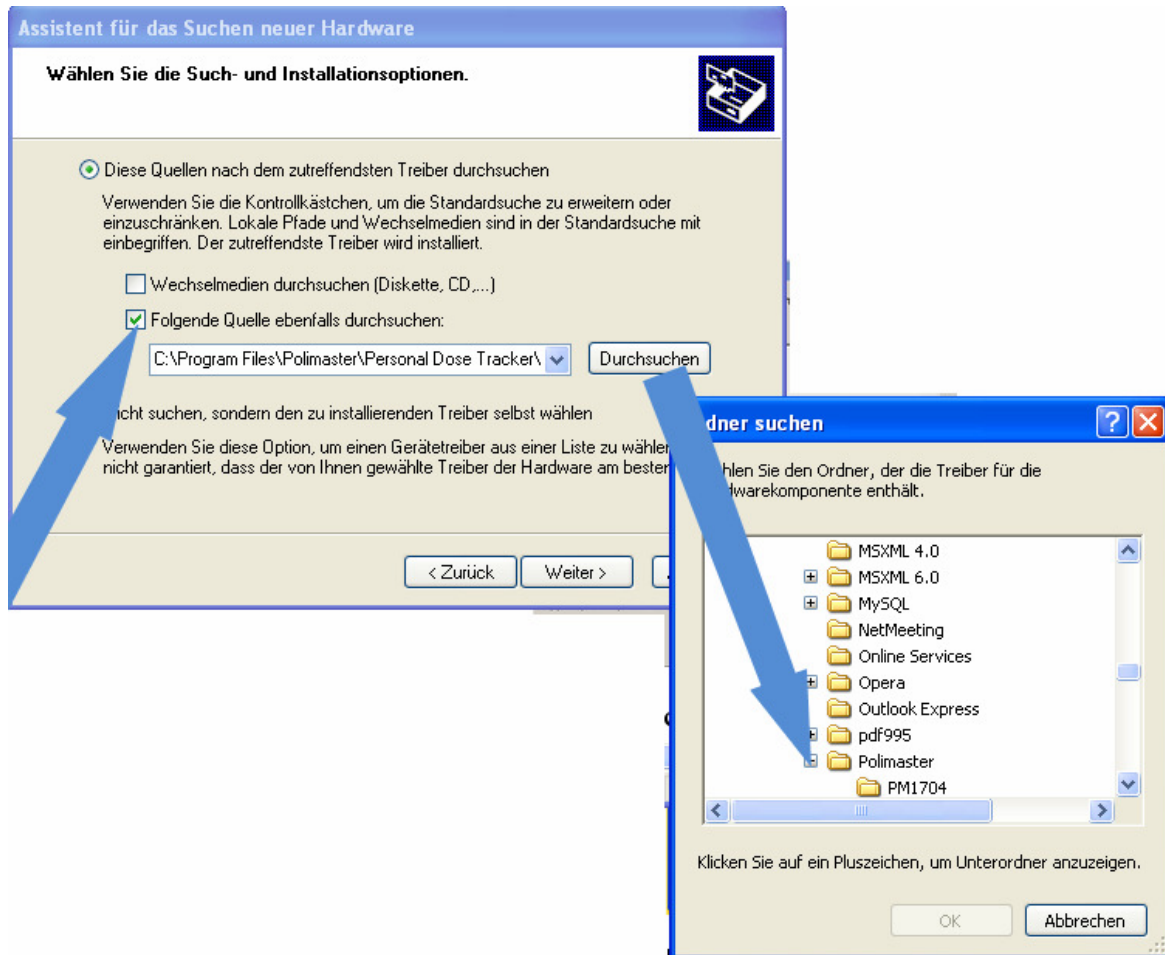 Assistent für das Suchen neuer Hardware
Wählen Sie die Such- und Installationsoptionen.
Diese Quellen nach dem zutreffendsten Treiber durchsuchen
Verwenden Sie die Kontrollkästchen, um die Standardsuche zu erweitern oder
einzuschränken. Lokale Pfade und Wechselmedien sind in der Standardsuche mit
einbegriffen. Der zutreffendste Treiber wird installiert.
Wechselmedien durchsuchen (Diskette, CD,...)
Folgende Quelle ebenfalls durchsuchen:
C:\Program Files\Polimaster\Personal Dose Tracker\
Durchsuchen
suchen, sondern den zu installierenden Treiber selbst wählen
Verwenden Sie diese Option, um einen Gerätetreiber aus einer Liste zu wählen
nicht garantiert, dass der von Ihnen gewählte Treiber der Hardware am besten
< Zurück
Weiter >
suchen
Sie den Ordner, der die Treiber für die
enthält.
MSXML 4.0
MSXML 6.0
MySQL
NetMeeting
Online Services
Opera
Outlook Express
pdf995
Polimaster
PM1704
Klicken Sie auf ein Pluszeichen, um Unterordner anzuzeigen.
OK
Abbrechen